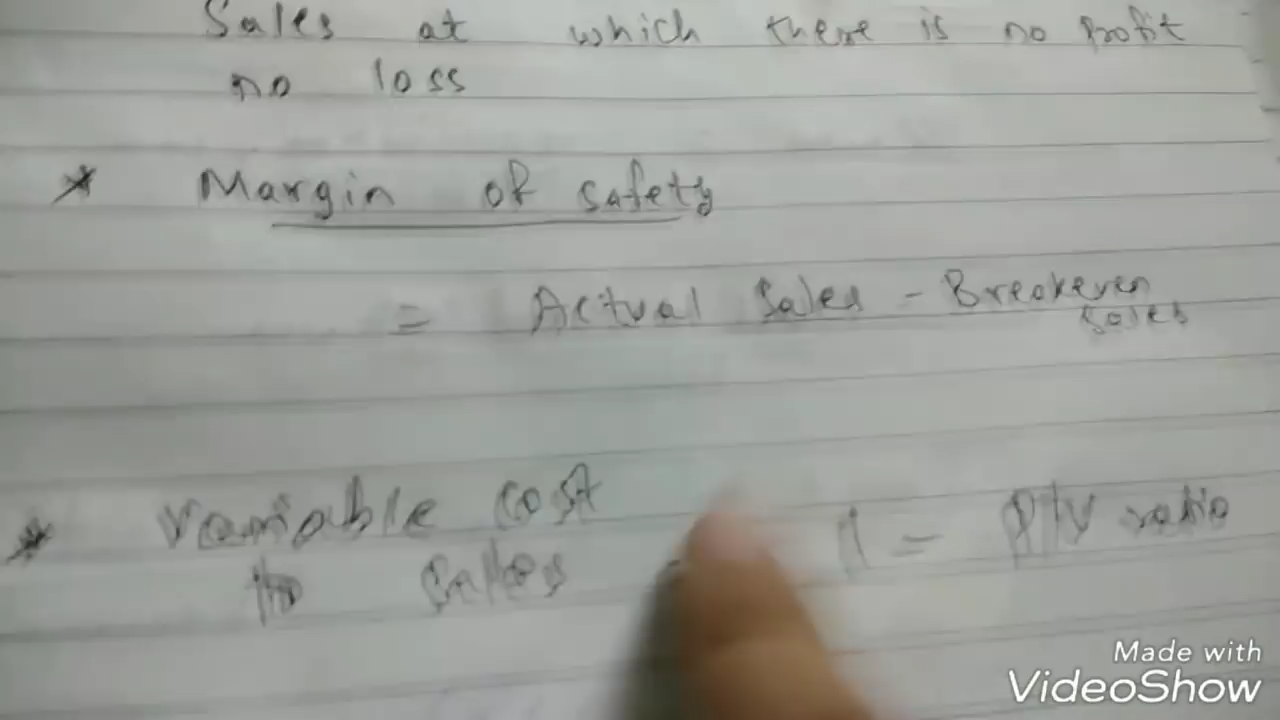 Sales at which there is no Profit
no loss
* Margin of safety
= Actual Sales - Breakeven
Sales
* Variable cost
to sales
1 - P/V ratio
Made with
VideoShow